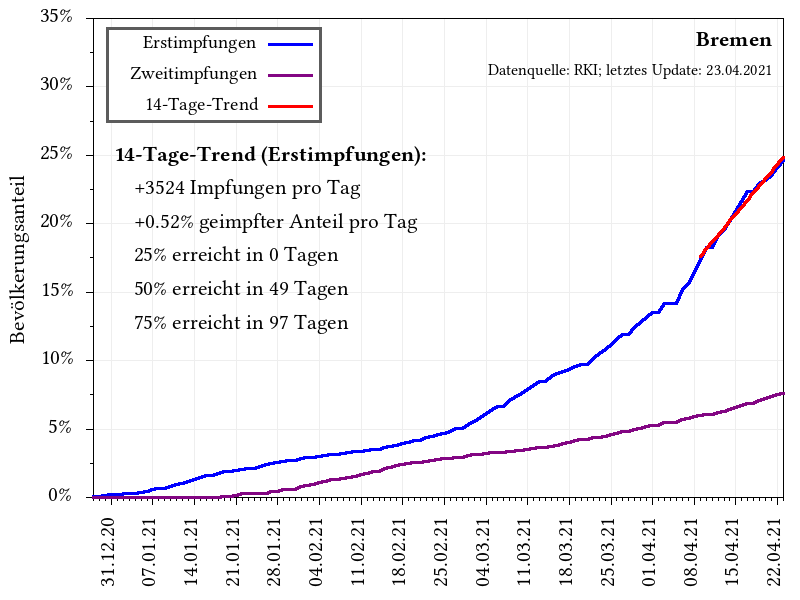 35%
30%
25%
20%
15%
10%
5%
0%
Bevölkerungsanteil
Erstimpfungen
Zweitimpfungen
14-Tage-Trend
Bremen
Datenquelle: RKI; letztes Update: 23.04.2021
14-Tage-Trend (Erstimpfungen):
+3524 Impfungen pro Tag
+0.52% geimpfter Anteil pro Tag
25% erreicht in 0 Tagen
50% erreicht in 49 Tagen
75% erreicht in 97 Tagen
31.12.20
07.01.21
14.01.21
21.01.21
28.01.21
04.02.21
11.02.21
18.02.21
25.02.21
04.03.21
11.03.21
18.03.21
25.03.21
01.04.21
08.04.21
15.04.21
22.04.21